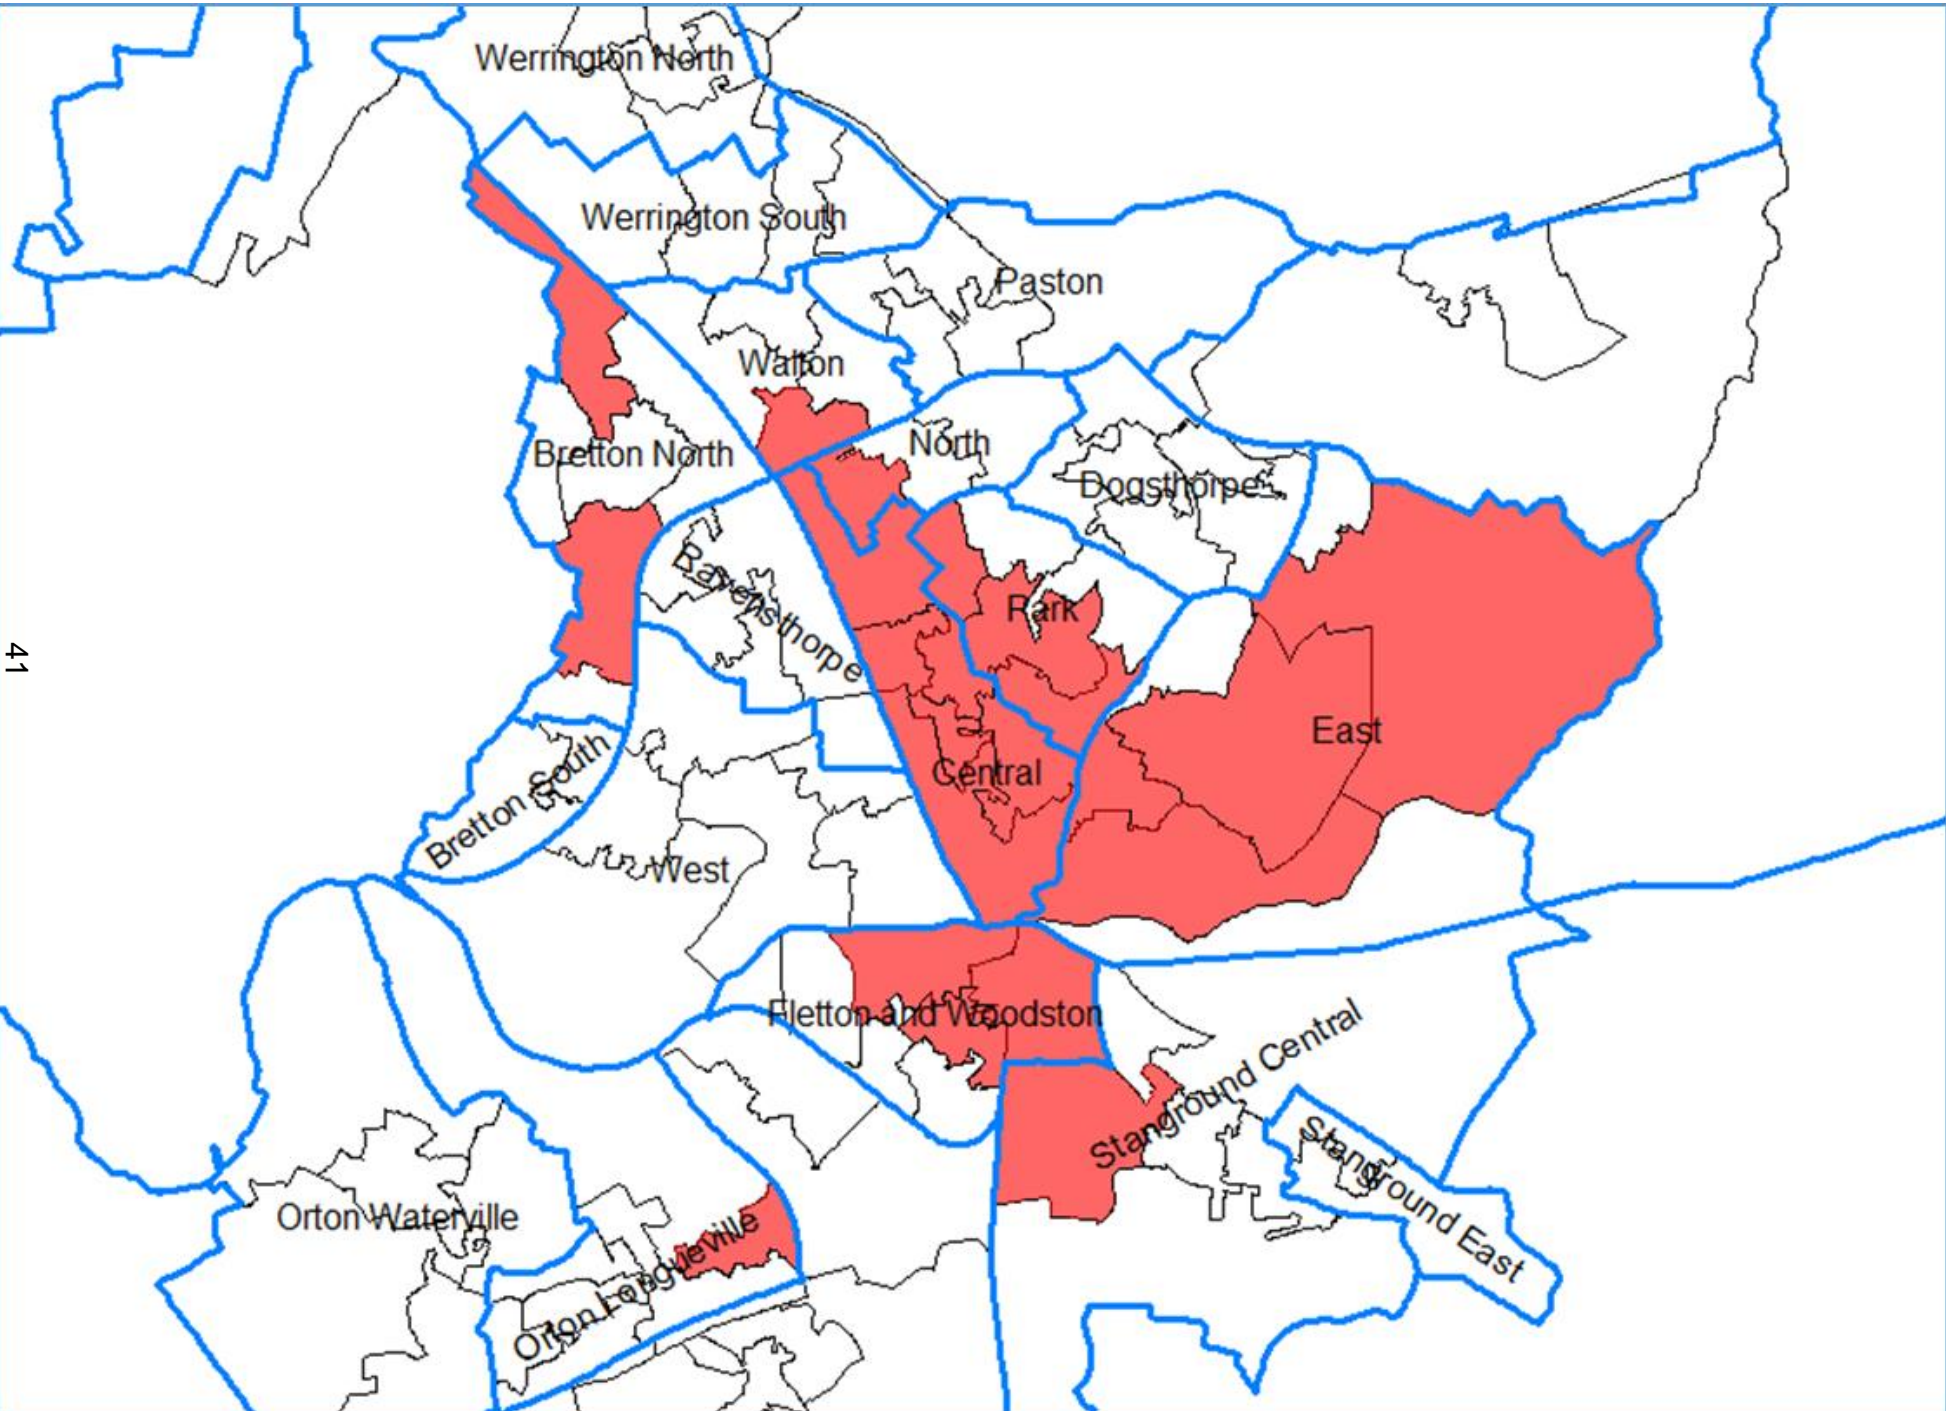 Werrington North
Werrington South
Paston
Walton
North
Bretton North
Dogsthorpe
Ravensthorpe
Park
41
East
Central
Bretton South
West
Fletton and Woodston
Stanground Central
Stanground East
Orton Waterville
Orton Longueville